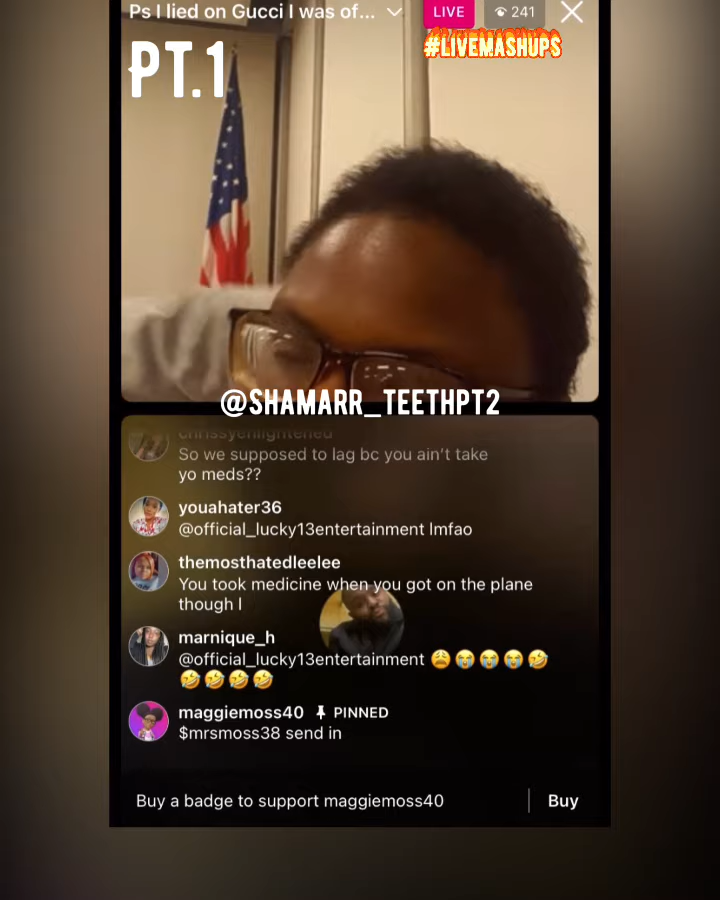 Ps I lied on Gucci I was of...
LIVE
241
#LIVEMASHUPS
PT.1
@SHAMARR_TEETHPT2
chrissyenlightened
So we supposed to lag bc you ain't take
yo meds??
youahater36
@official_lucky13entertainment lmfao
themosthatedleelee
You took medicine when you got on the plane
though I
marnique_h
@official_lucky13entertainment 😩😭😭😭🤣
🤣🤣🤣🤣
maggiemoss40 PINNED
$mrsmoss38 send in
Buy a badge to support maggiemoss40
Buy